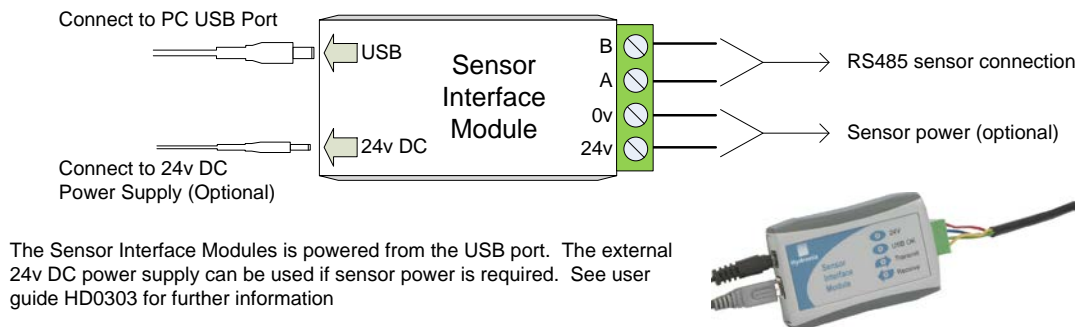 Connect to PC USB Port
USB
Sensor
Interface
Module
B
A
0v
24v
RS485 sensor connection
Sensor power (optional)
24v DC
Connect to 24v DC
Power Supply (Optional)
The Sensor Interface Modules is powered from the USB port. The external
24v DC power supply can be used if sensor power is required. See user
guide HD0303 for further information
Hydronix
Sensor
Interface
Module
24V
USB OK
Transmit
Receive